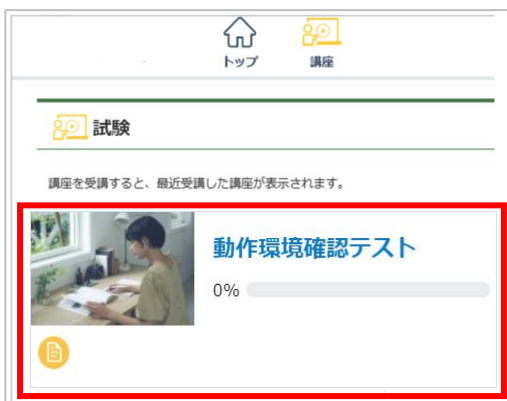 トップ
講座
試験
講座を受講すると、最近受講した講座が表示されます。
動作環境確認テスト
0%